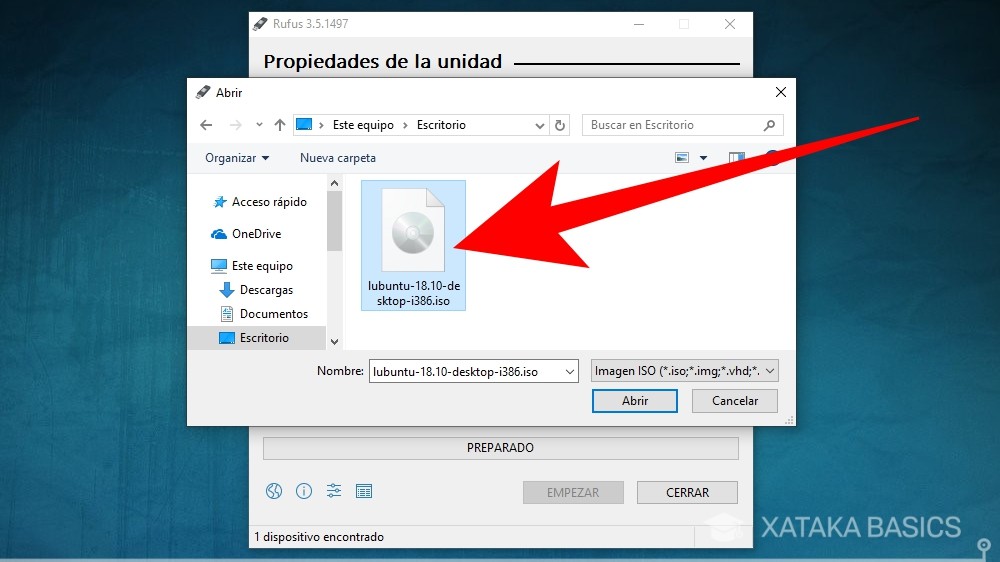 Rufus 3.5.1497
Propiedades de la unidad
Abrir
Este equipo
Escritorio
Buscar en Escritorio
Organizar
Nueva carpeta
Acceso rápido
OneDrive
Este equipo
Descargas
Documentos
Escritorio
lubuntu-18.10-de
sktop-i386.iso
Nombre:
lubuntu-18.10-desktop-i386.iso
Imagen ISO (*.iso;*.img;*.vhd;*.
Abrir
Cancelar
PREPARADO
EMPEZAR
CERRAR
1 dispositivo encontrado
XATAKA BASICS